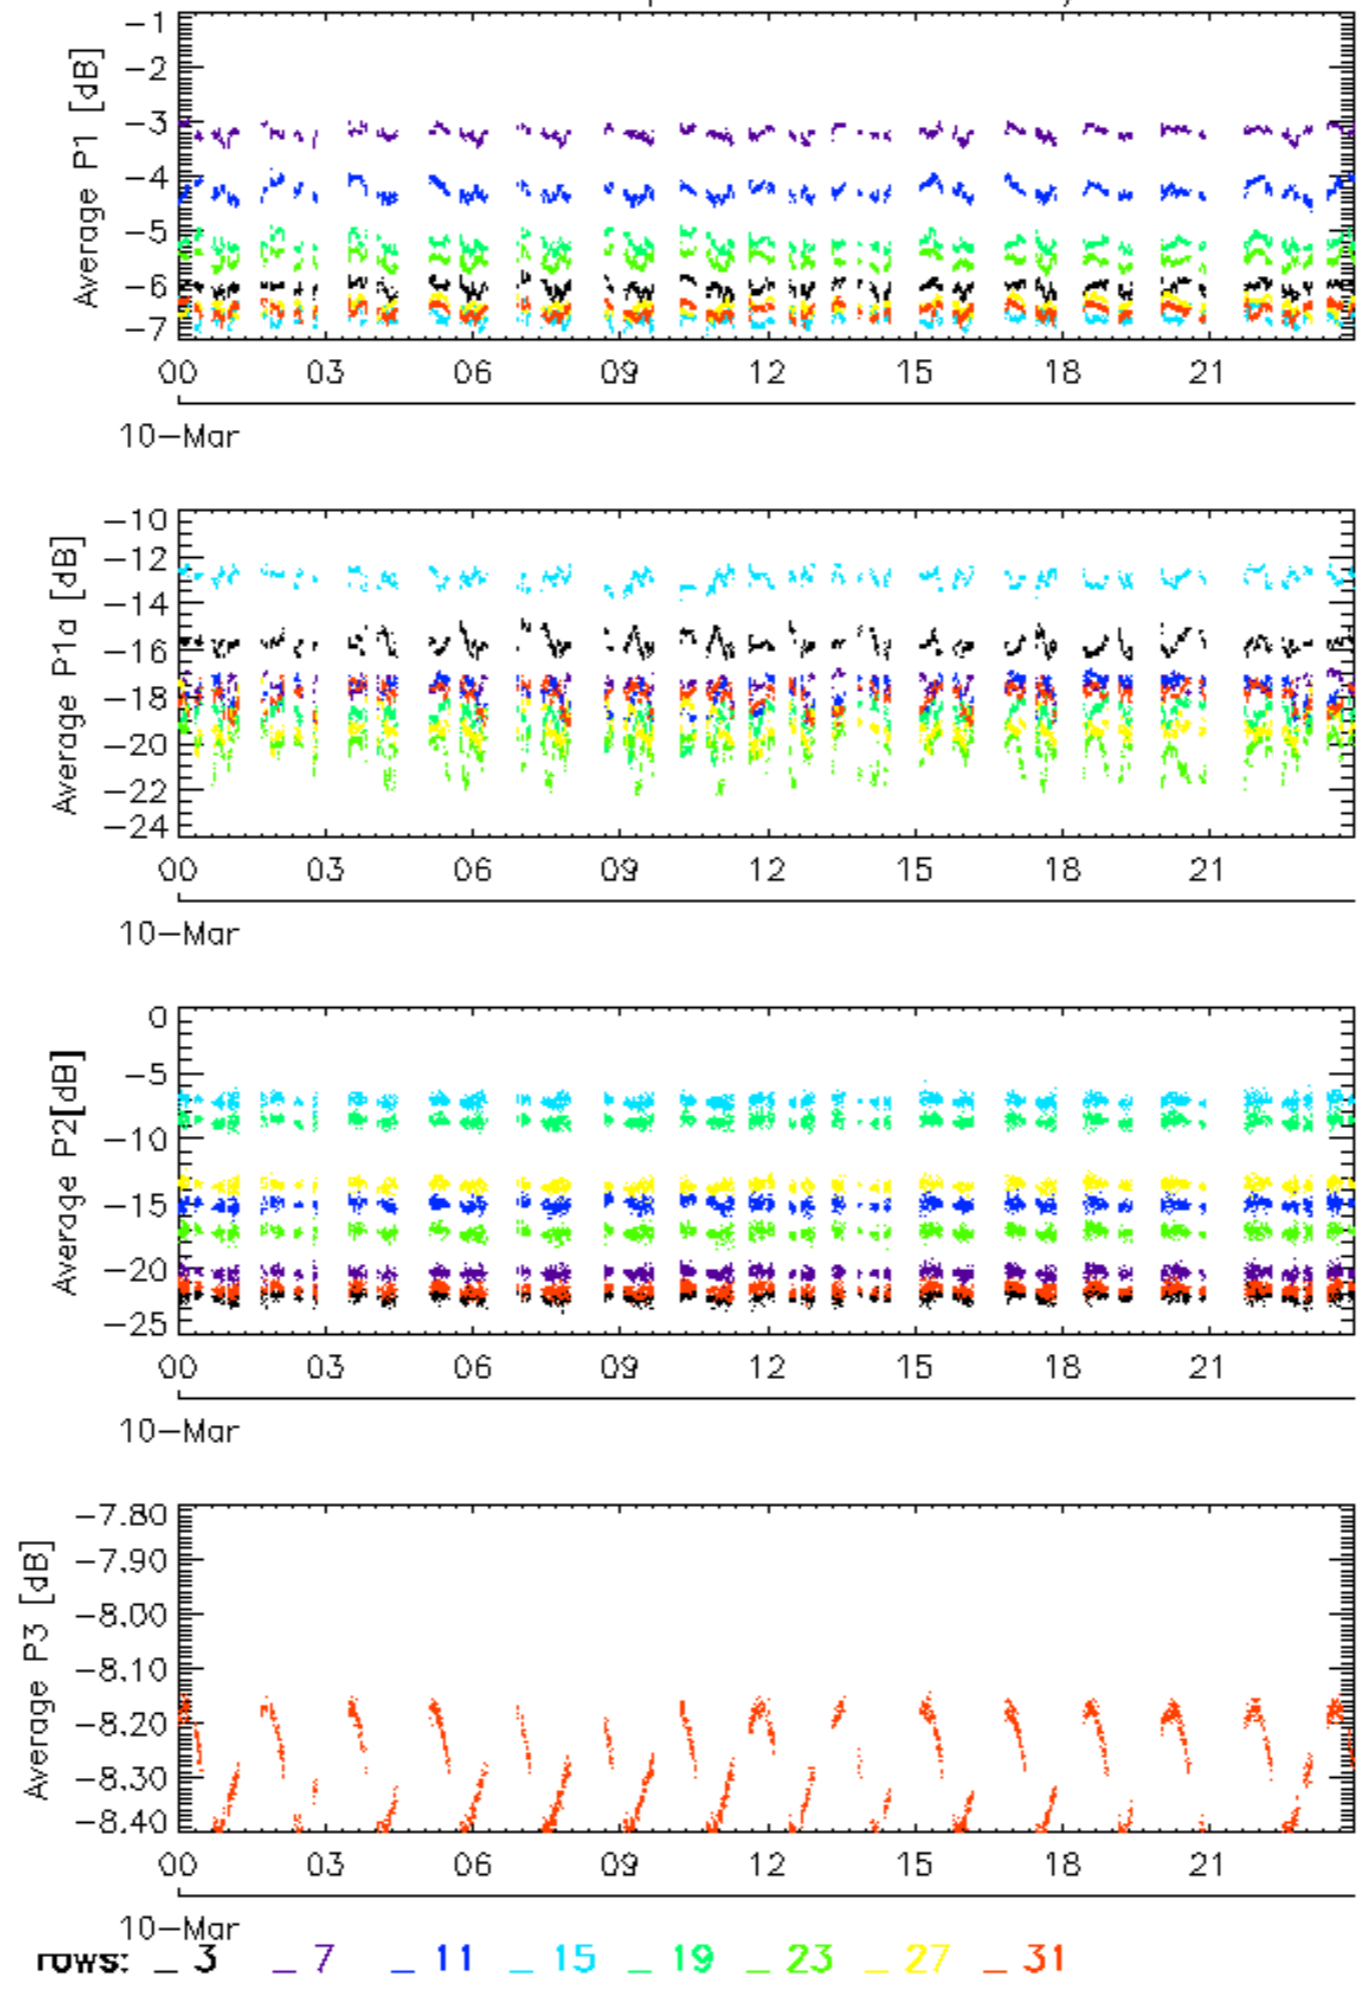 -1
-2
-3
-4
-5
-6
-7
Average P1 [dB]
00 03 06 09 12 15 18 21
10-Mar
-10
-12
-14
-16
-18
-20
-22
-24
Average P1a [dB]
00 03 06 09 12 15 18 21
10-Mar
0
-5
-10
-15
-20
-25
Average P2[dB]
00 03 06 09 12 15 18 21
10-Mar
-7.80
-7.90
-8.00
-8.10
-8.20
-8.30
-8.40
Average P3 [dB]
00 03 06 09 12 15 18 21
10-Mar
rows: _ 3 _ 7 _ 11 _ 15 _ 19 _ 23 _ 27 _ 31